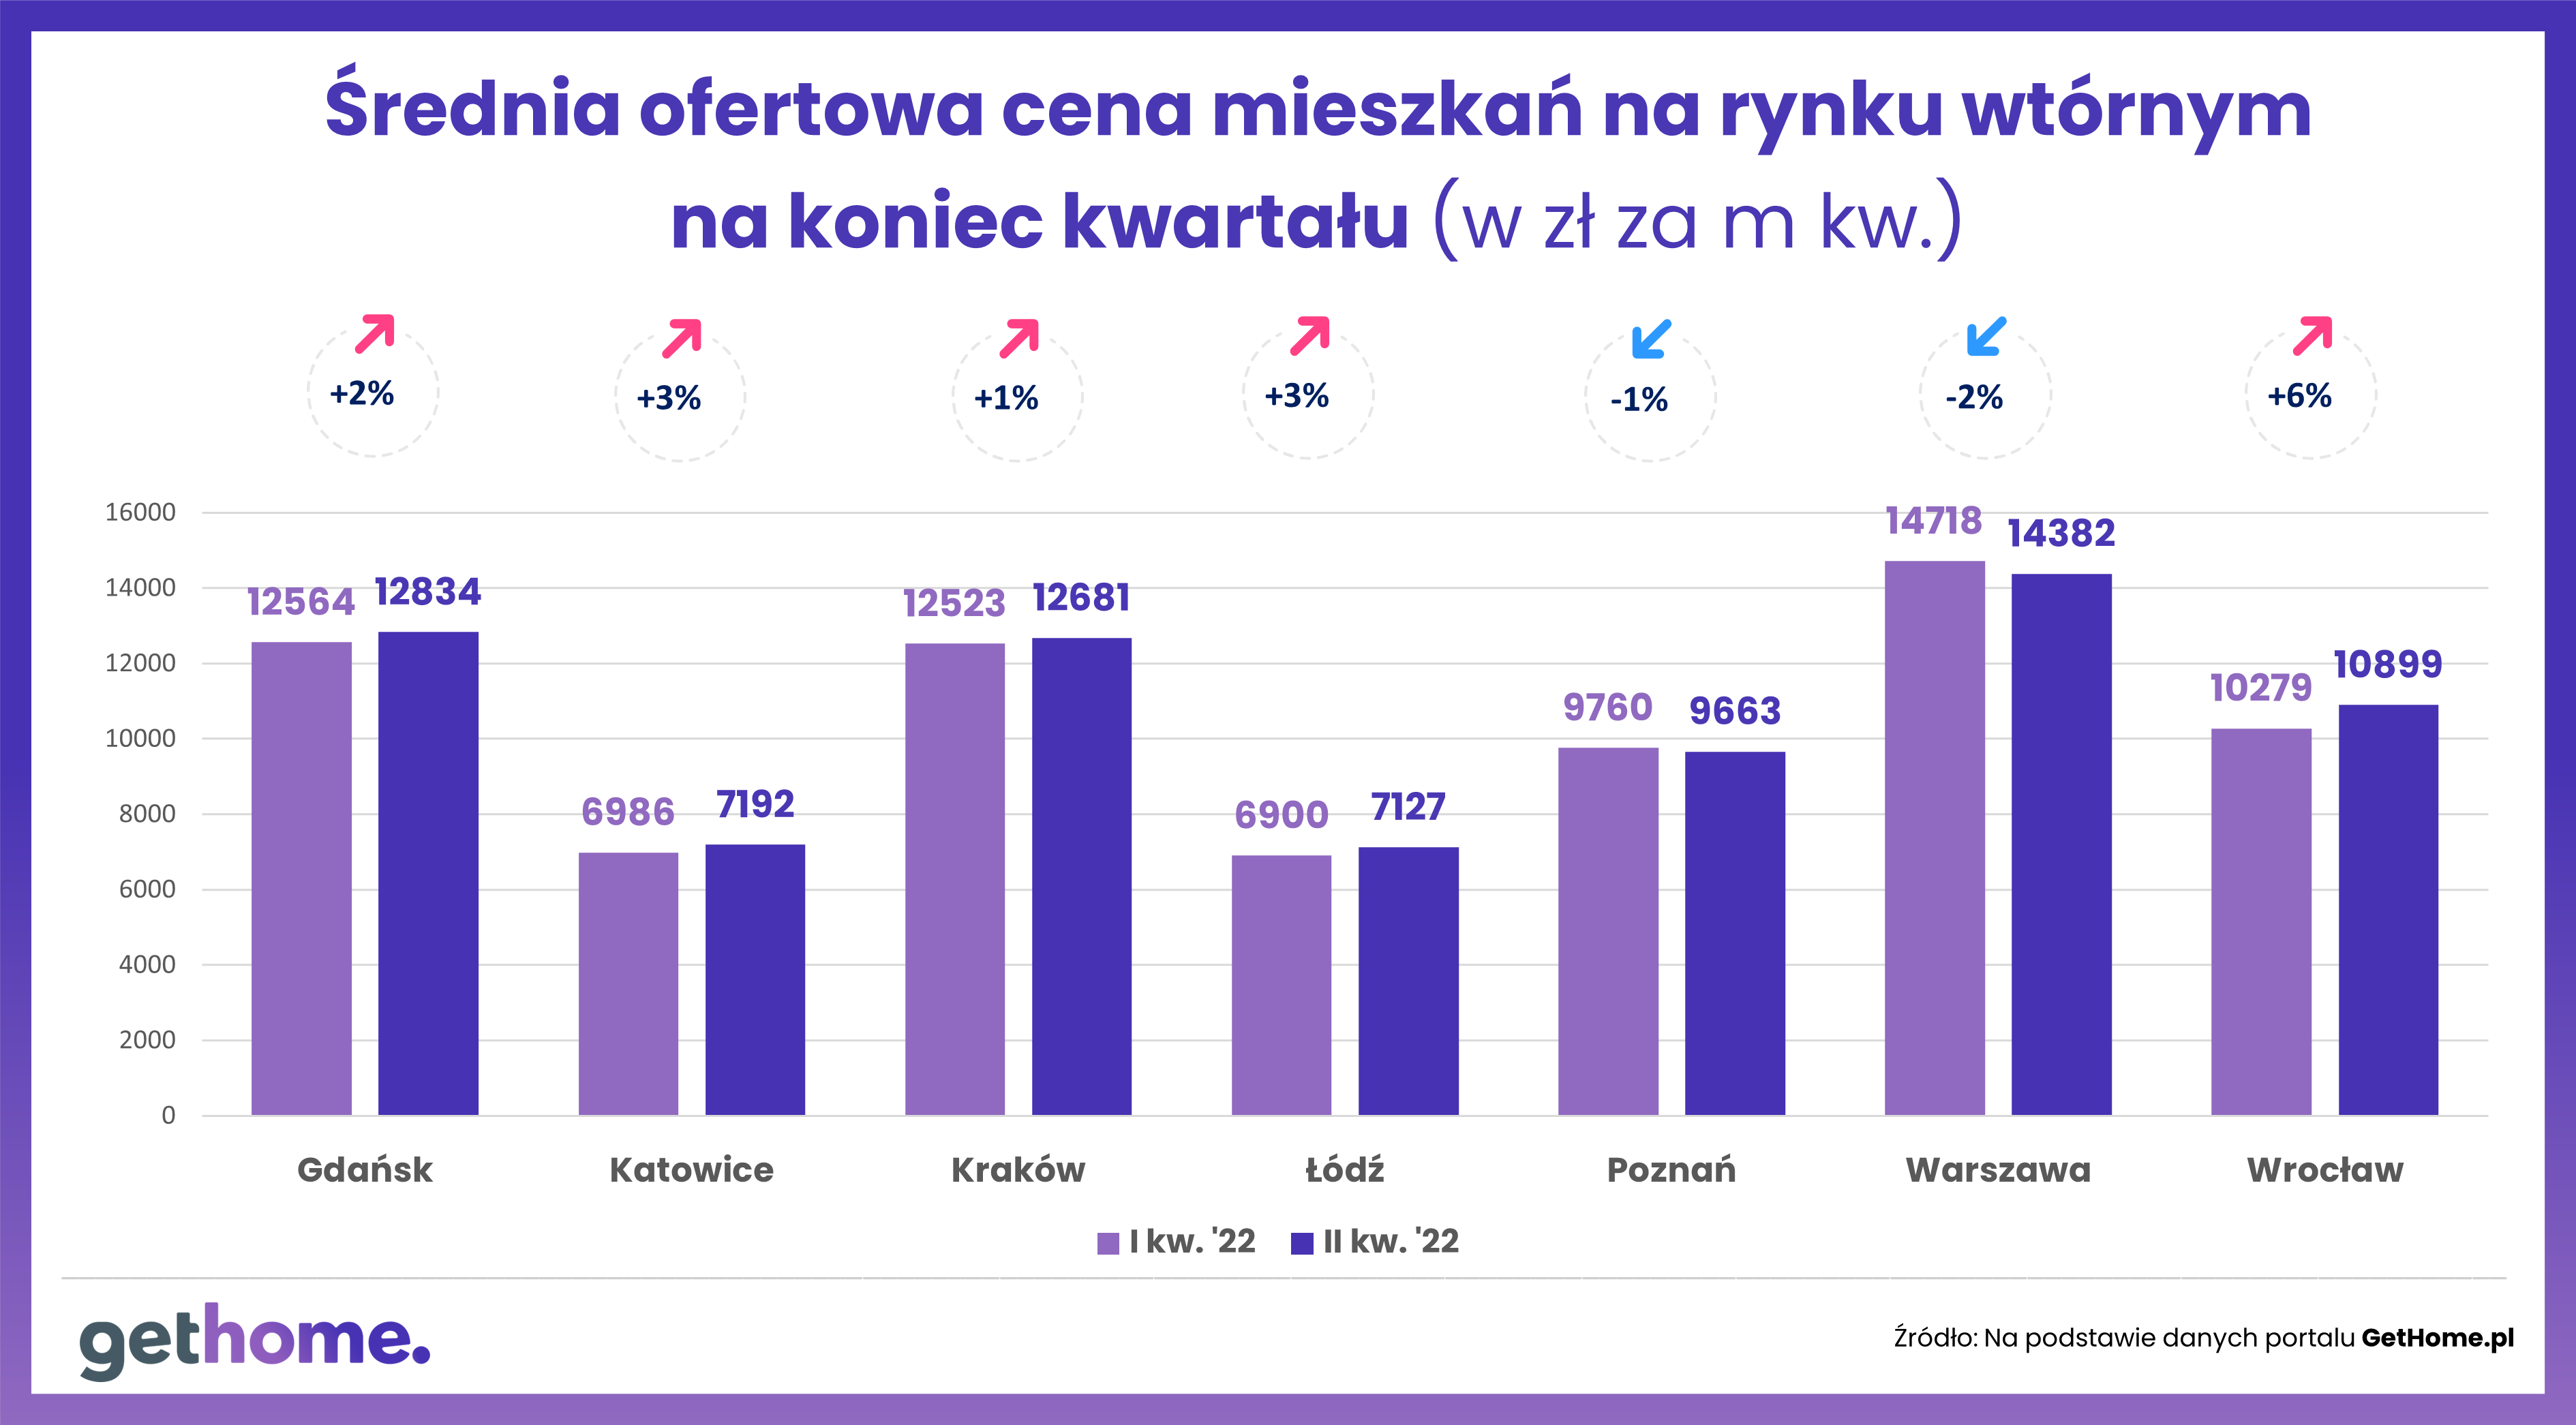 Średnia ofertowa cena mieszkań na rynku wtórnym
na koniec kwartału (w zł za m kw.)
+2% +3% +1% +3% -1% -2% +6%
16000
14000
12000
10000
8000
6000
4000
2000
0
12564 12834
6986 7192
12523 12681
6900 7127
9760 9663
14718 14382
10279 10899
Gdańsk Katowice Kraków Łódź Poznań Warszawa Wrocław
I kw. '22 II kw. '22
gethome.
Źródło: Na podstawie danych portalu GetHome.pl